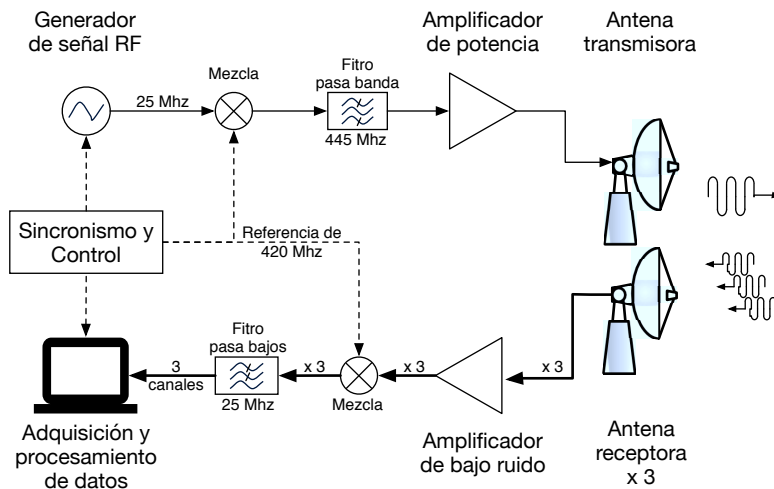 Generador
de señal RF
Amplificador
de potencia
Antena
transmisora
Mezcla
Fitro
pasa banda
25 Mhz
445 Mhz
Sincronismo y
Control
Referencia de
420 Mhz
Fitro
pasa bajos
3
canales
x 3
x 3
x 3
25 Mhz
Mezcla
Adquisición y
procesamiento
de datos
Amplificador
de bajo ruido
Antena
receptora
x 3